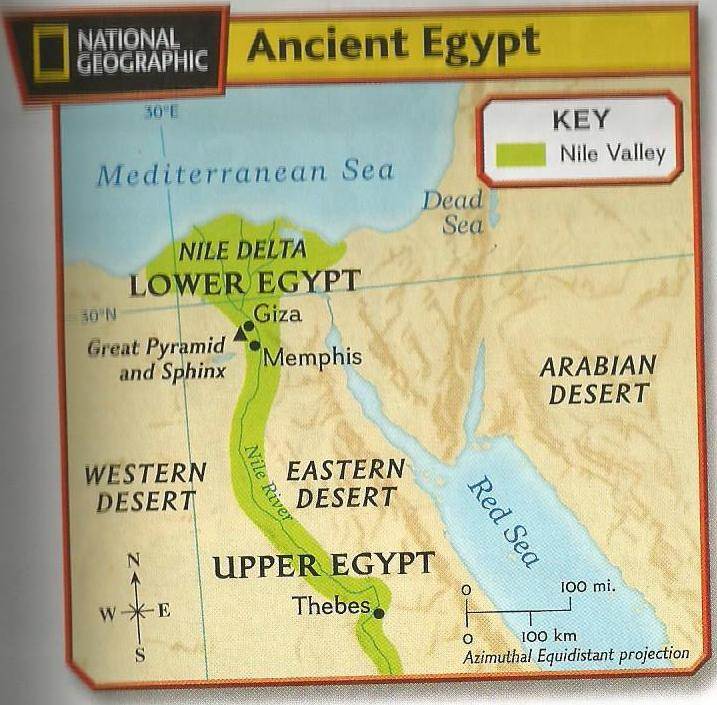 NATIONAL
GEOGRAPHIC
Ancient Egypt
30°E
KEY
Nile Valley
Mediterranean Sea
Dead
Sea
NILE DELTA
LOWER EGYPT
30°N
Giza
Great Pyramid
and Sphinx
Memphis
ARABIAN
DESERT
WESTERN
DESERT
Nile River
EASTERN
DESERT
Red Sea
UPPER EGYPT
Thebes
N
W E
S
0 100 mi.
0 100 km
Azimuthal Equidistant projection